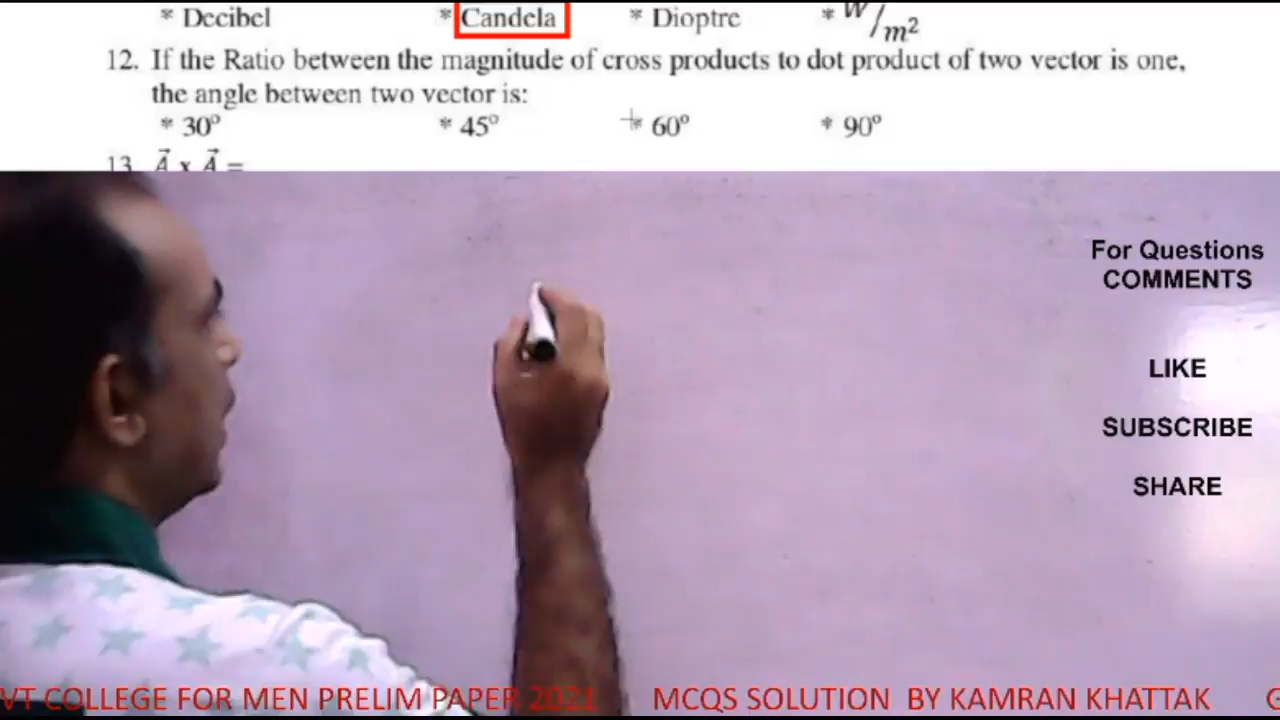 * Decibel * Candela * Dioptre * W/m²
12. If the Ratio between the magnitude of cross products to dot product of two vector is one,
the angle between two vector is:
* 30° * 45° * 60° * 90°
13. A⃗ x A⃗ =
For Questions
COMMENTS
LIKE
SUBSCRIBE
SHARE
VT COLLEGE FOR MEN PRELIM PAPER 2021 MCQS SOLUTION BY KAMRAN KHATTAK G